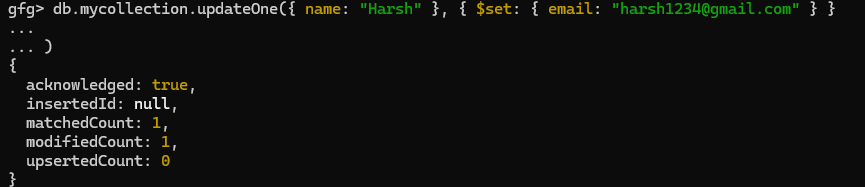 gfg> db.mycollection.updateOne({ name: "Harsh" }, { $set: { email: "harsh1234@gmail.com" } }
...
... )
{
  acknowledged: true,
  insertedId: null,
  matchedCount: 1,
  modifiedCount: 1,
  upsertedCount: 0
}